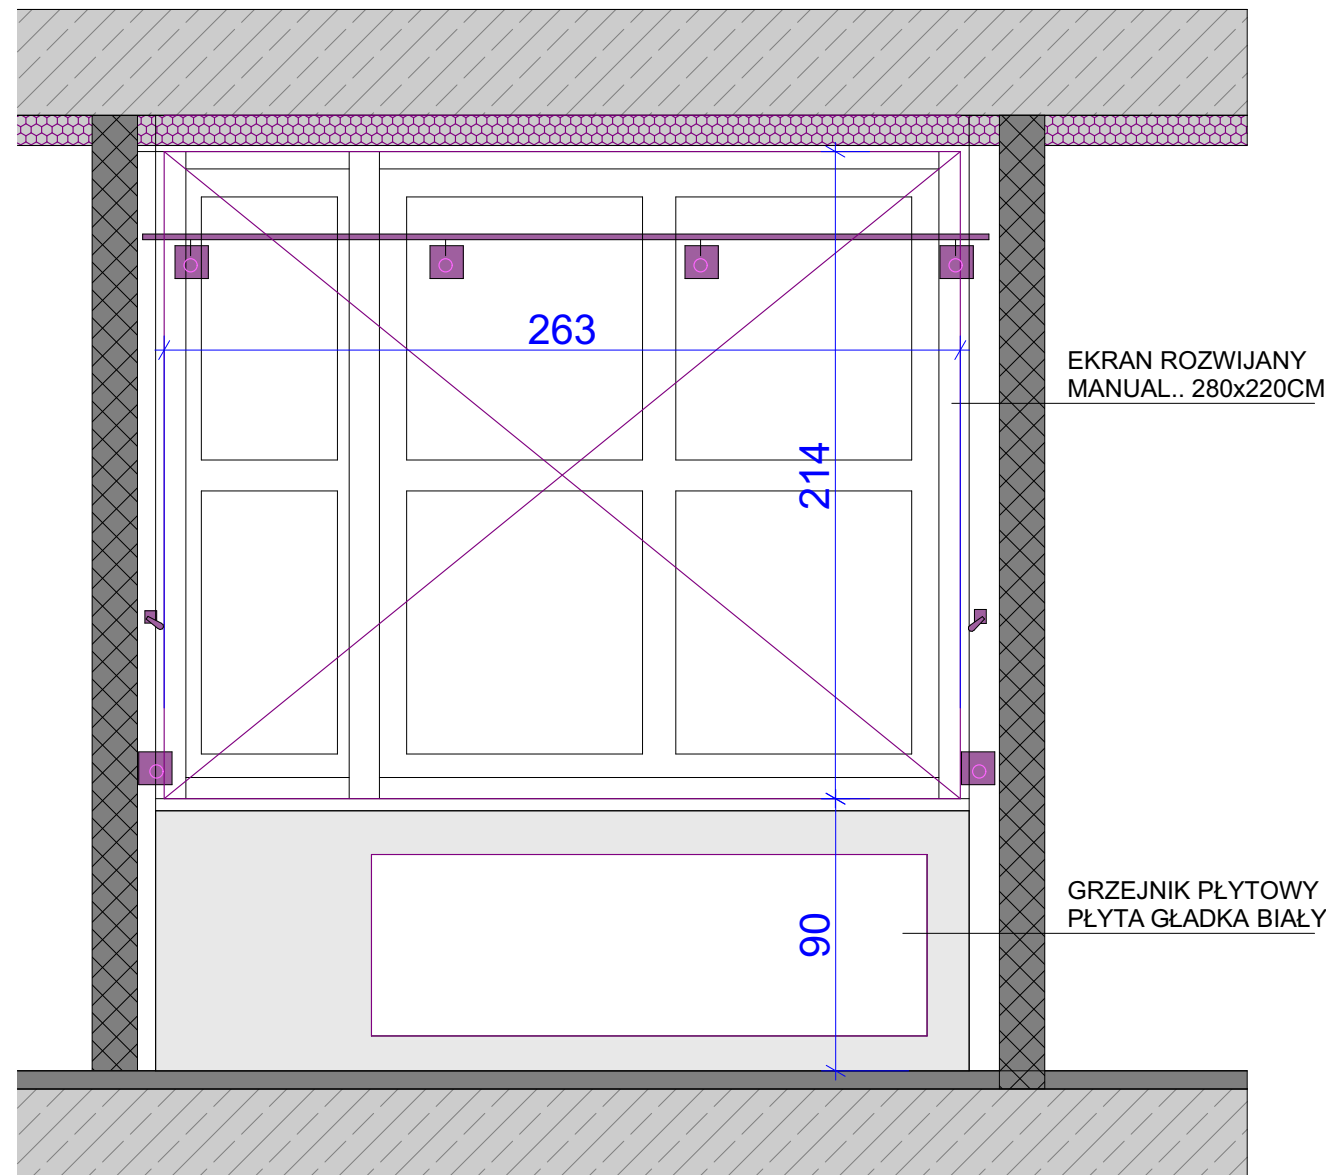 263
EKRAN ROZWIJANY
MANUAL.. 280x220CM
214
GRZEJNIK PŁYTOWY
PŁYTA GŁADKA BIAŁY
90